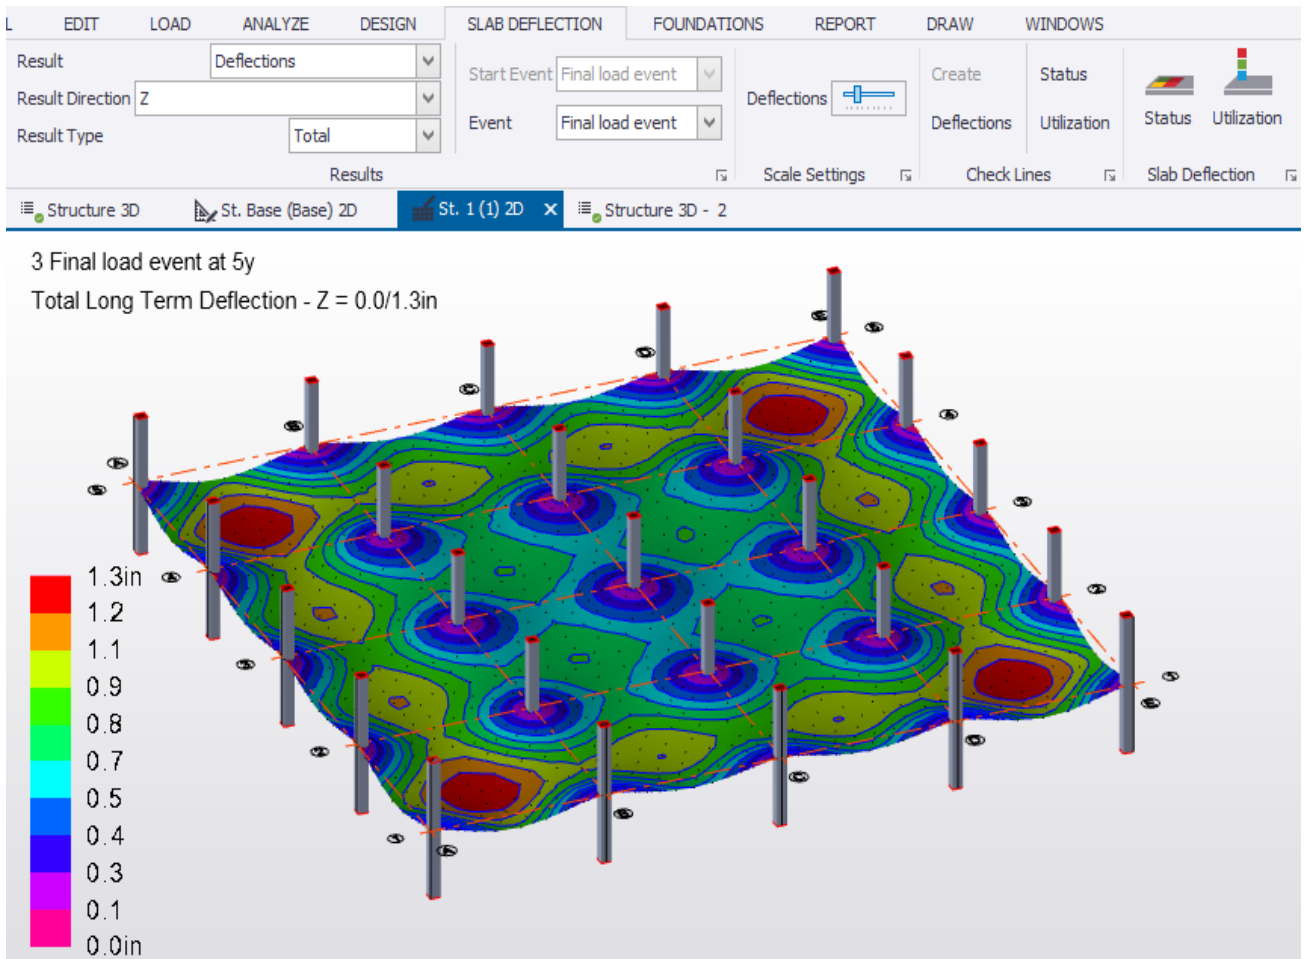 L EDIT LOAD ANALYZE DESIGN SLAB DEFLECTION FOUNDATIONS REPORT DRAW WINDOWS
Result Deflections
Result Direction Z
Result Type Total
Results
Start Event Final load event
Event Final load event
Deflections
Scale Settings
Create Status
Deflections Utilization
Check Lines
Status Utilization
Slab Deflection
Structure 3D St. Base (Base) 2D St. 1 (1) 2D X Structure 3D - 2
3 Final load event at 5y
Total Long Term Deflection - Z = 0.0/1.3in
1.3in
1.2
1.1
0.9
0.8
0.7
0.5
0.4
0.3
0.1
0.0in